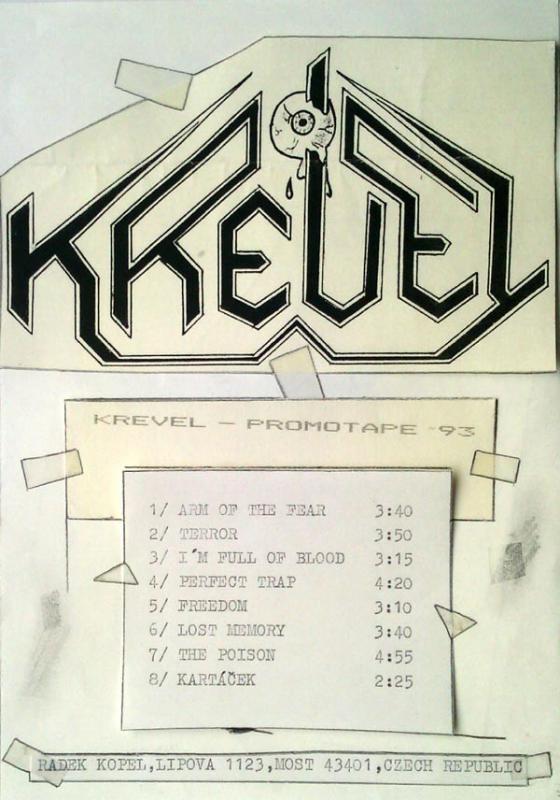 KREVEL
KREVEL - PROMOTAPE 93
1/ ARM OF THE FEAR 3:40
2/ TERROR 3:50
3/ I´M FULL OF BLOOD 3:15
4/ PERFECT TRAP 4:20
5/ FREEDOM 3:10
6/ LOST MEMORY 3:40
7/ THE POISON 4:55
8/ KARTÁČEK 2:25
RADEK KOPEL,LIPOVA 1123,MOST 43401,CZECH REPUBLIC